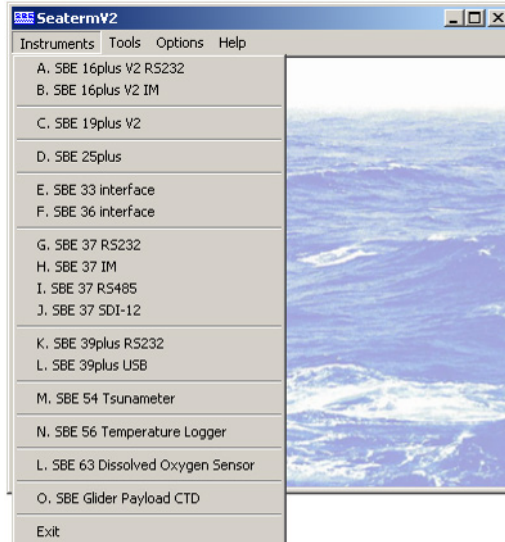 SBE SeatermV2
Instruments Tools Options Help
A. SBE 16plus V2 RS232
B. SBE 16plus V2 IM
C. SBE 19plus V2
D. SBE 25plus
E. SBE 33 interface
F. SBE 36 interface
G. SBE 37 RS232
H. SBE 37 IM
I. SBE 37 RS485
J. SBE 37 SDI-12
K. SBE 39plus RS232
L. SBE 39plus USB
M. SBE 54 Tsunameter
N. SBE 56 Temperature Logger
L. SBE 63 Dissolved Oxygen Sensor
O. SBE Glider Payload CTD
Exit